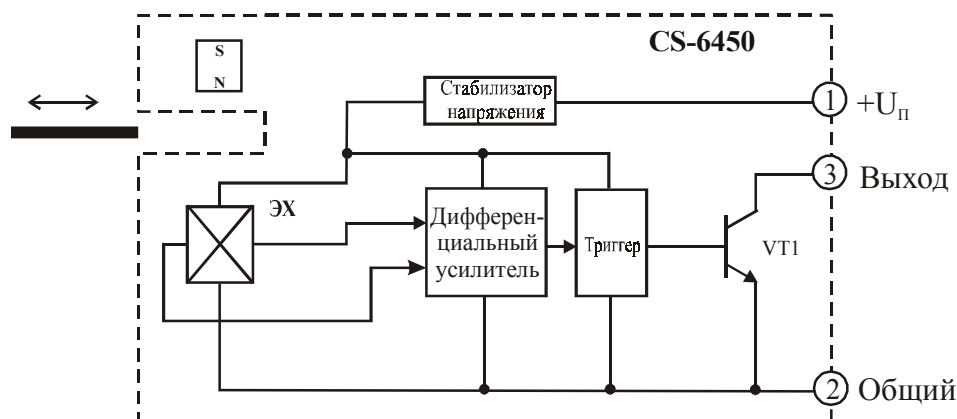 CS-6450
S
N
Стабилизатор
напряжения
1 +Uп
3 Выход
ЭХ
Дифферен-
циальный
усилитель
Триггер
VT1
2 Общий